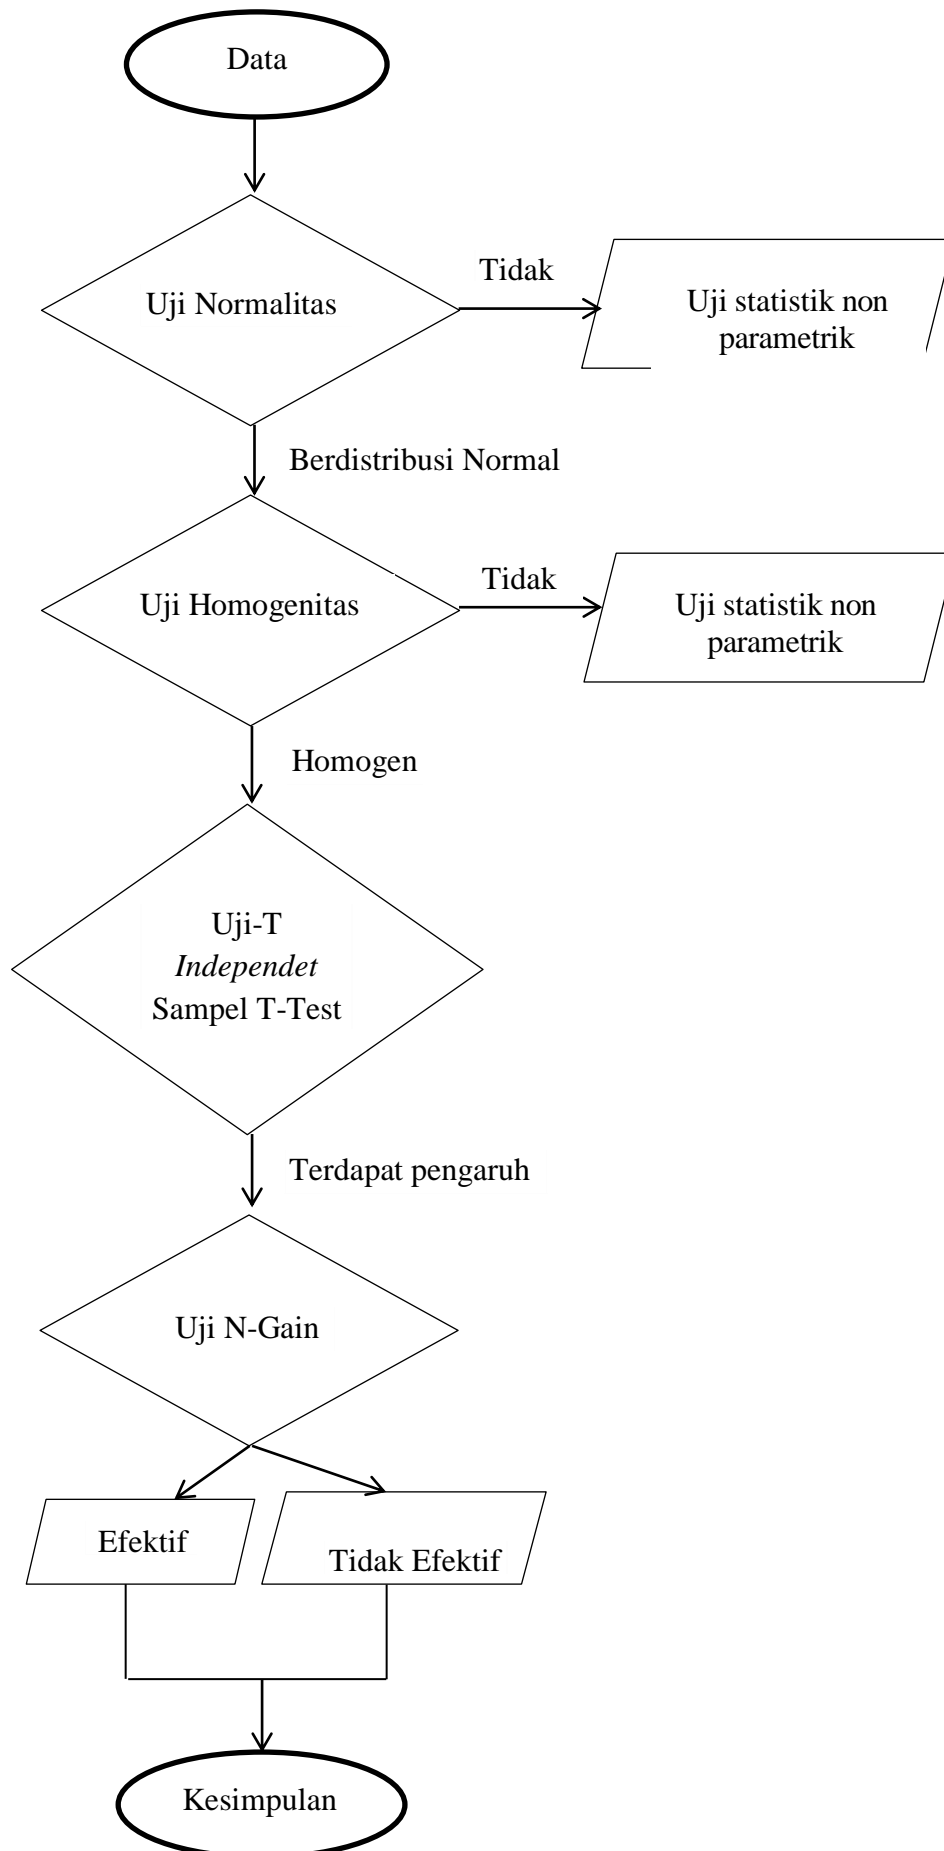 Data
Tidak
Uji Normalitas
Uji statistik non
parametrik
Berdistribusi Normal
Tidak
Uji Homogenitas
Uji statistik non
parametrik
Homogen
Uji-T
Independet
Sampel T-Test
Terdapat pengaruh
Uji N-Gain
Efektif
Tidak Efektif
Kesimpulan